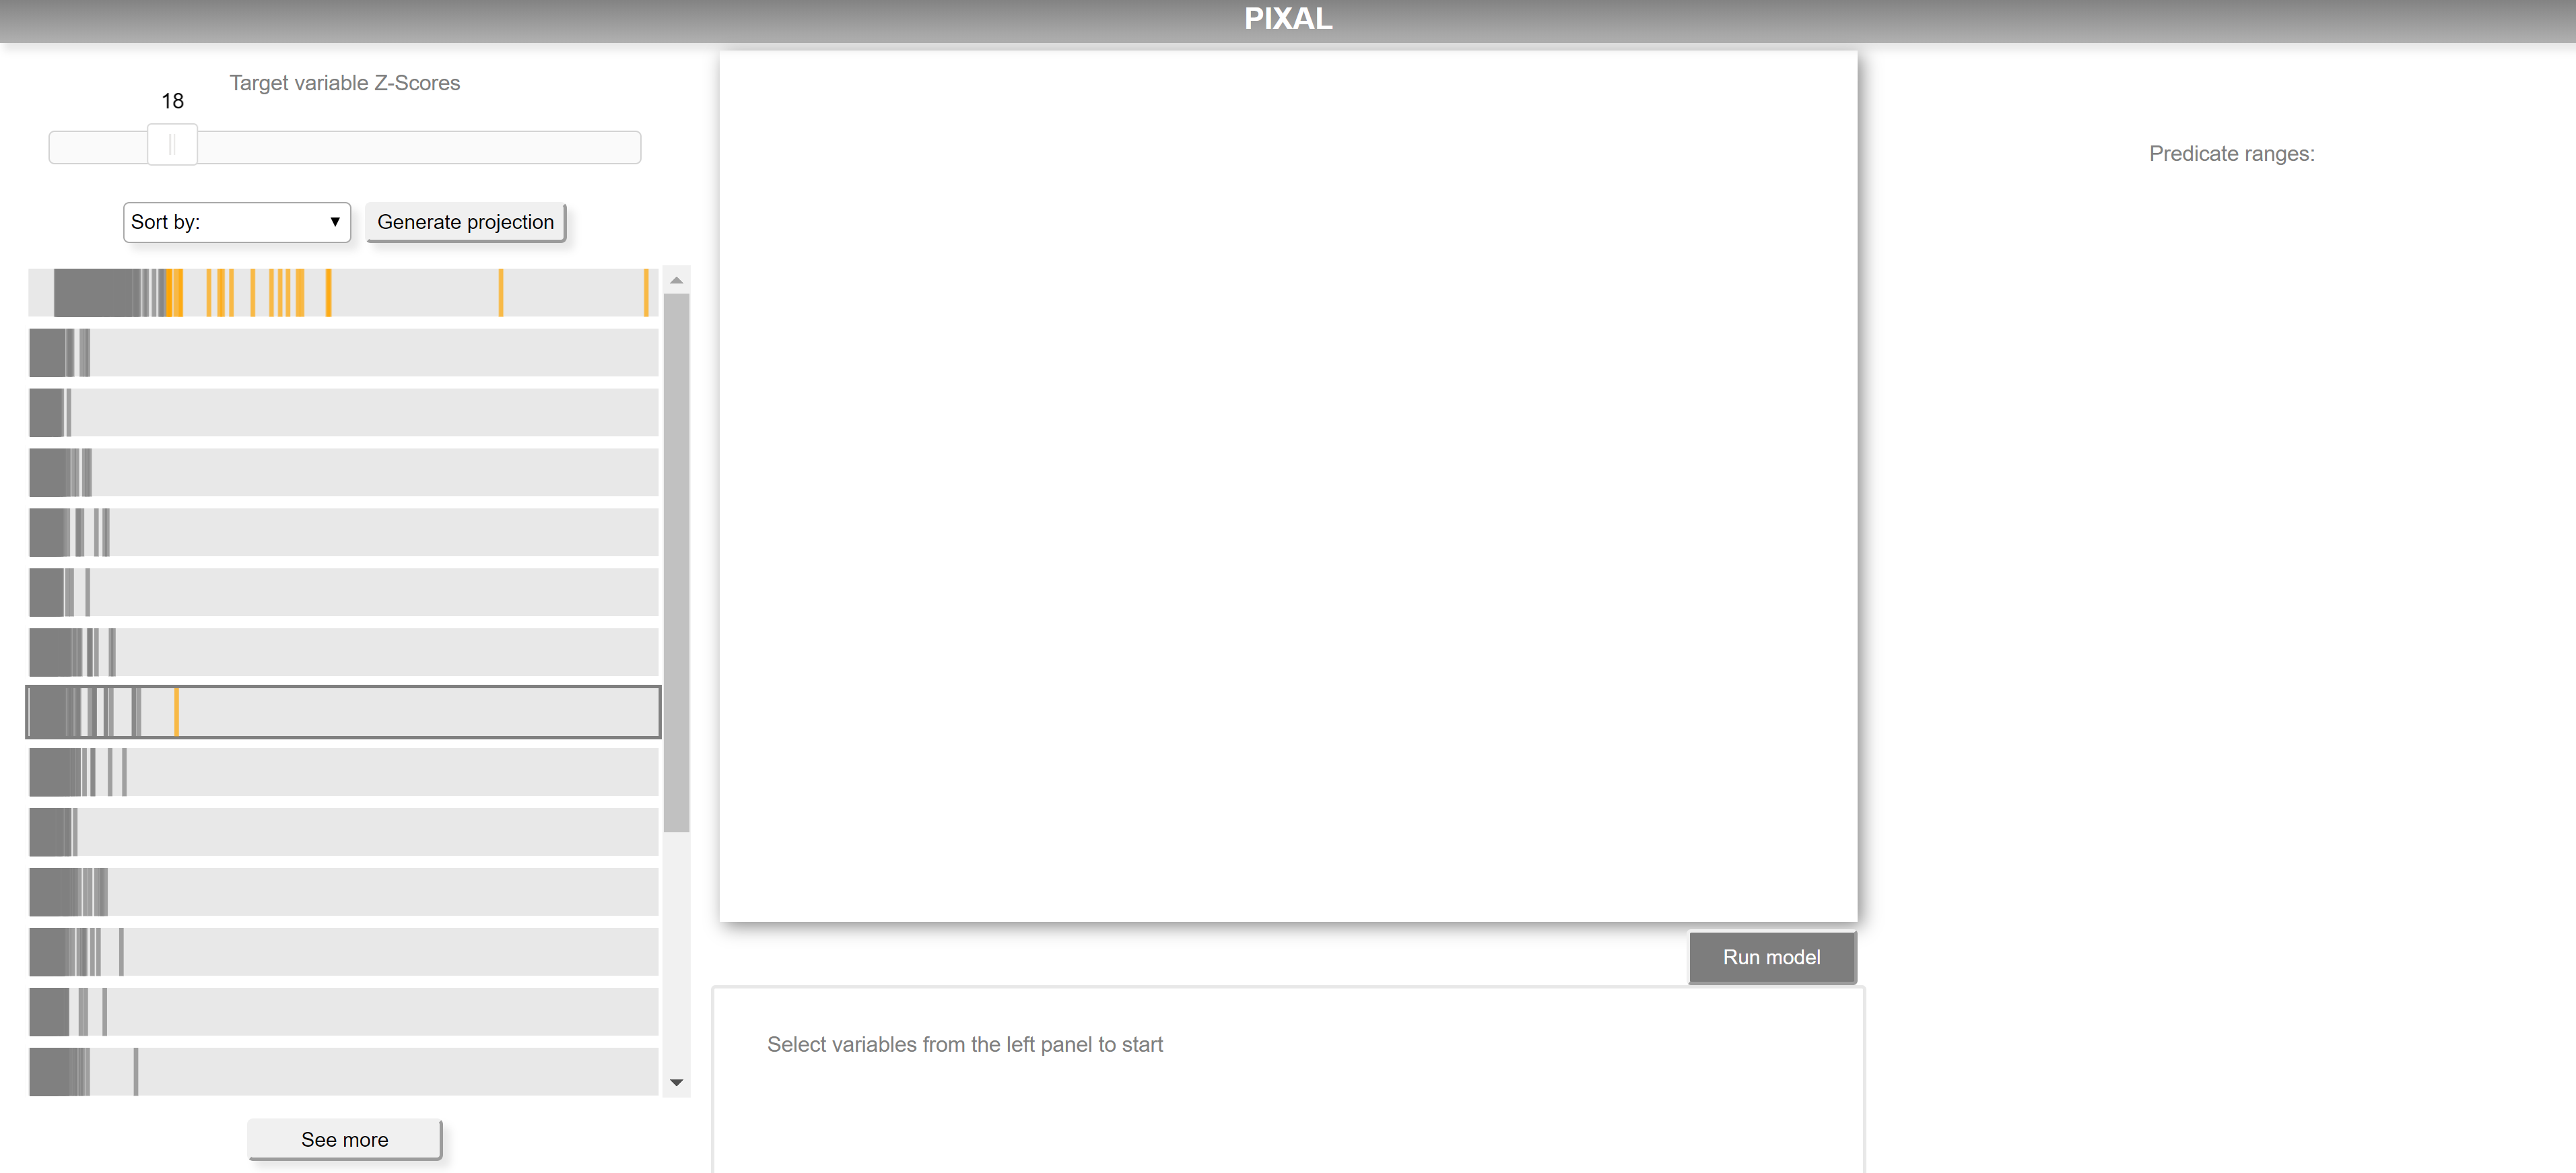 PIXAL
Target variable Z-Scores
18
Sort by:
Generate projection
See more
Run model
Select variables from the left panel to start
Predicate ranges: